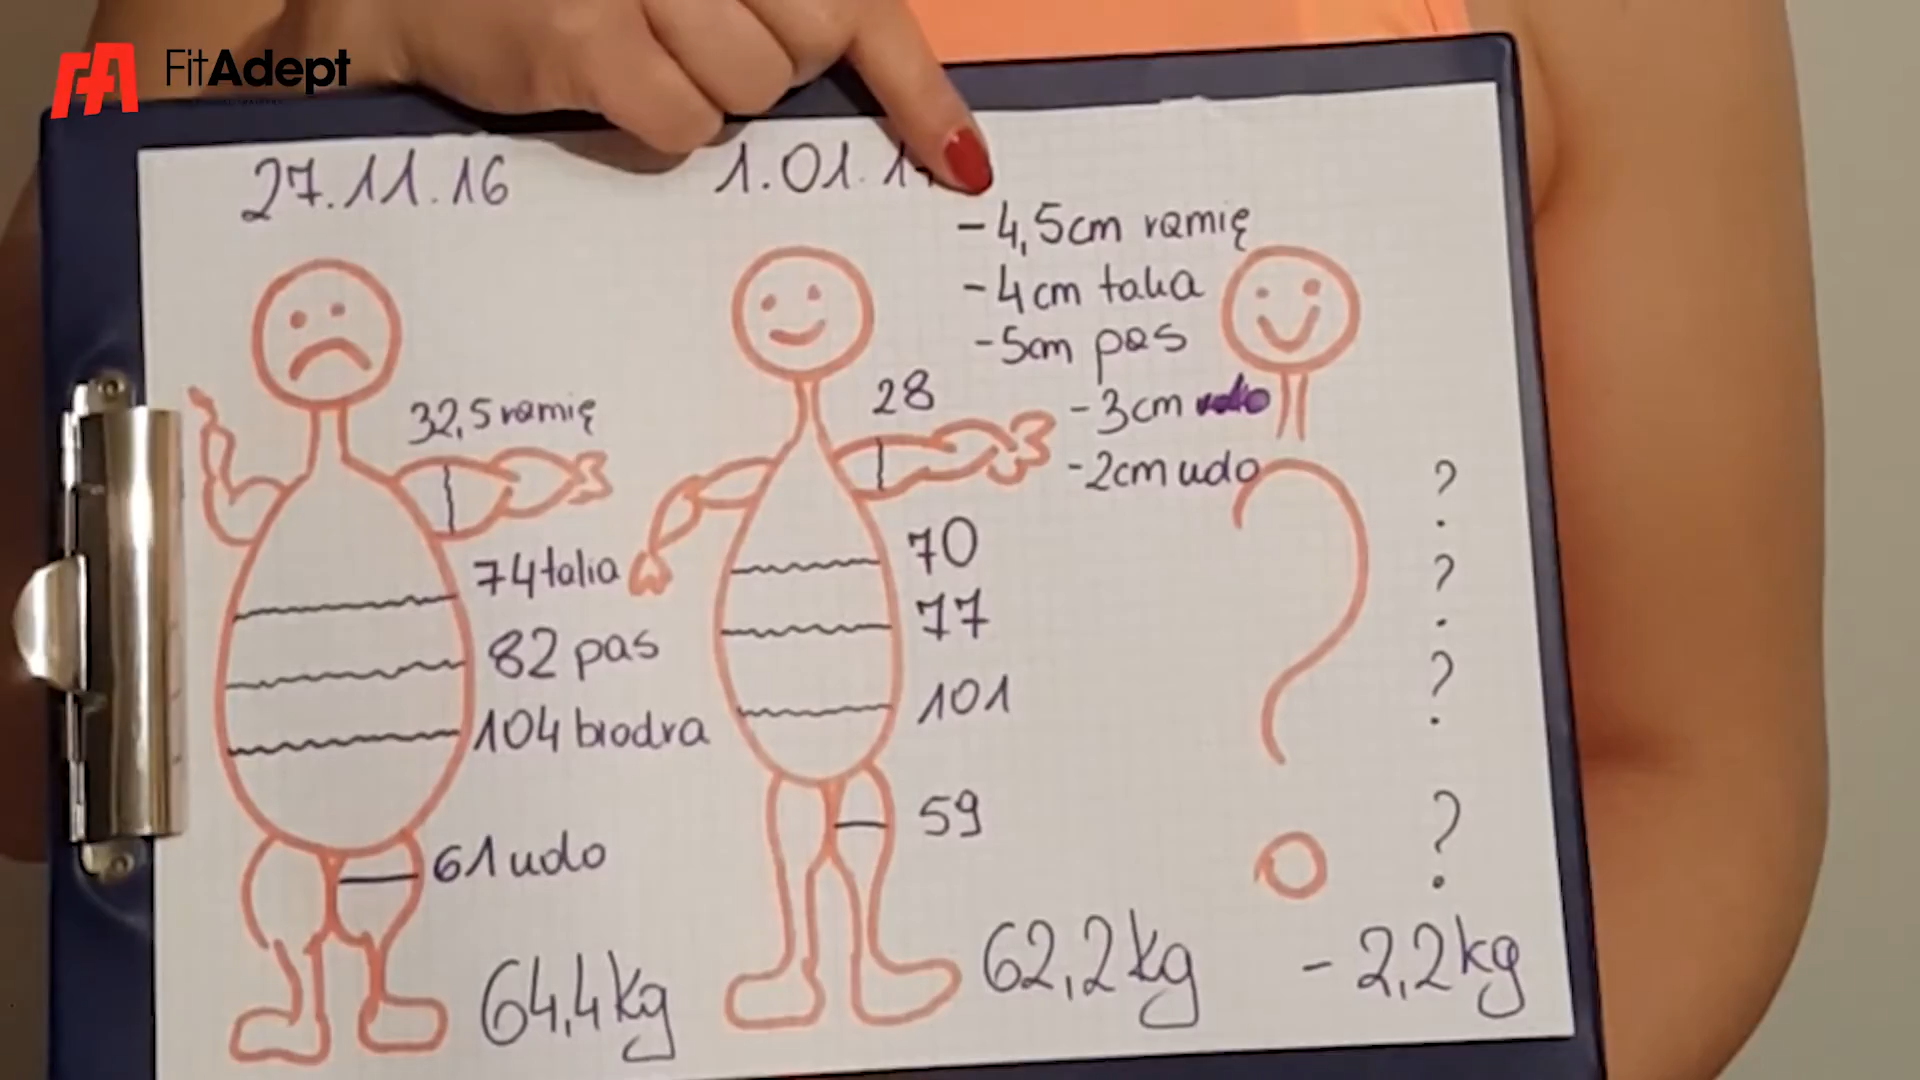 FitAdept
27.11.16
1.01.1
-4,5cm ramię
-4cm talia
-5cm pas
-3cm
-2cm udo
32,5 ramię
28
74 talia
70
82 pas
77
104 biodra
101
61 udo
59
64,4kg
62,2kg
-2,2kg
?
?
?
?
?